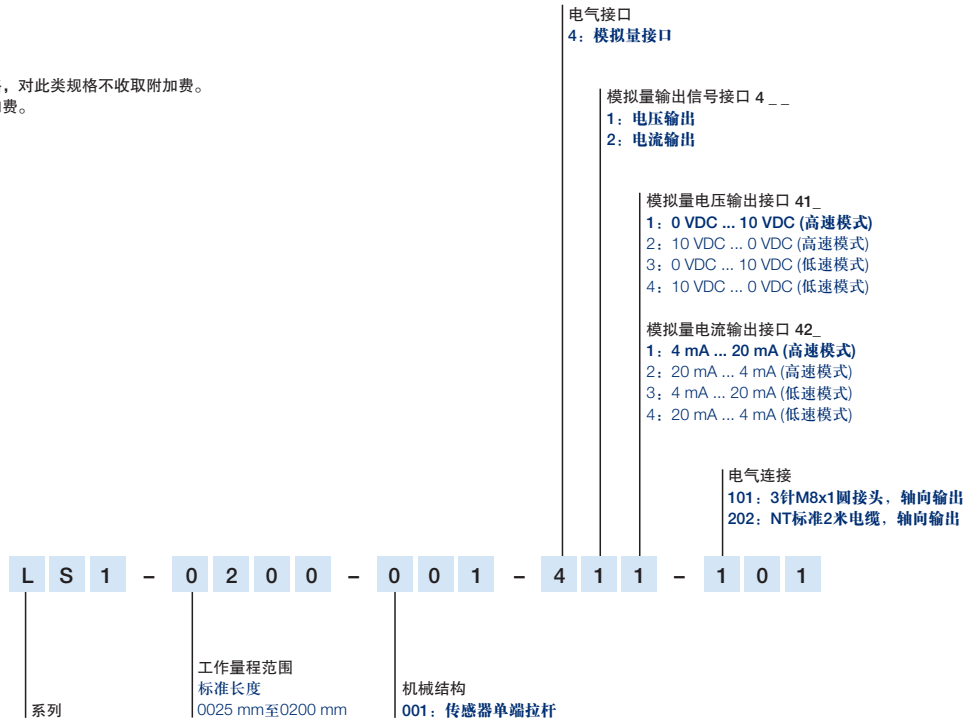 电气接口
4：模拟量接口
，对此类规格不收取附加费。
费。
模拟量输出信号接口 4 _ _
1：电压输出
2：电流输出
模拟量电压输出接口 41_
1：0 VDC ... 10 VDC (高速模式)
2：10 VDC ... 0 VDC (高速模式)
3：0 VDC ... 10 VDC (低速模式)
4：10 VDC ... 0 VDC (低速模式)
模拟量电流输出接口 42_
1：4 mA ... 20 mA (高速模式)
2：20 mA ... 4 mA (高速模式)
3：4 mA ... 20 mA (低速模式)
4：20 mA ... 4 mA (低速模式)
电气连接
101：3针M8x1圆接头，轴向输出
202：NT标准2米电缆，轴向输出
L S 1 – 0 2 0 0 – 0 0 1 – 4 1 1 – 1 0 1
系列
工作量程范围
标准长度
0025 mm至0200 mm
机械结构
001：传感器单端拉杆